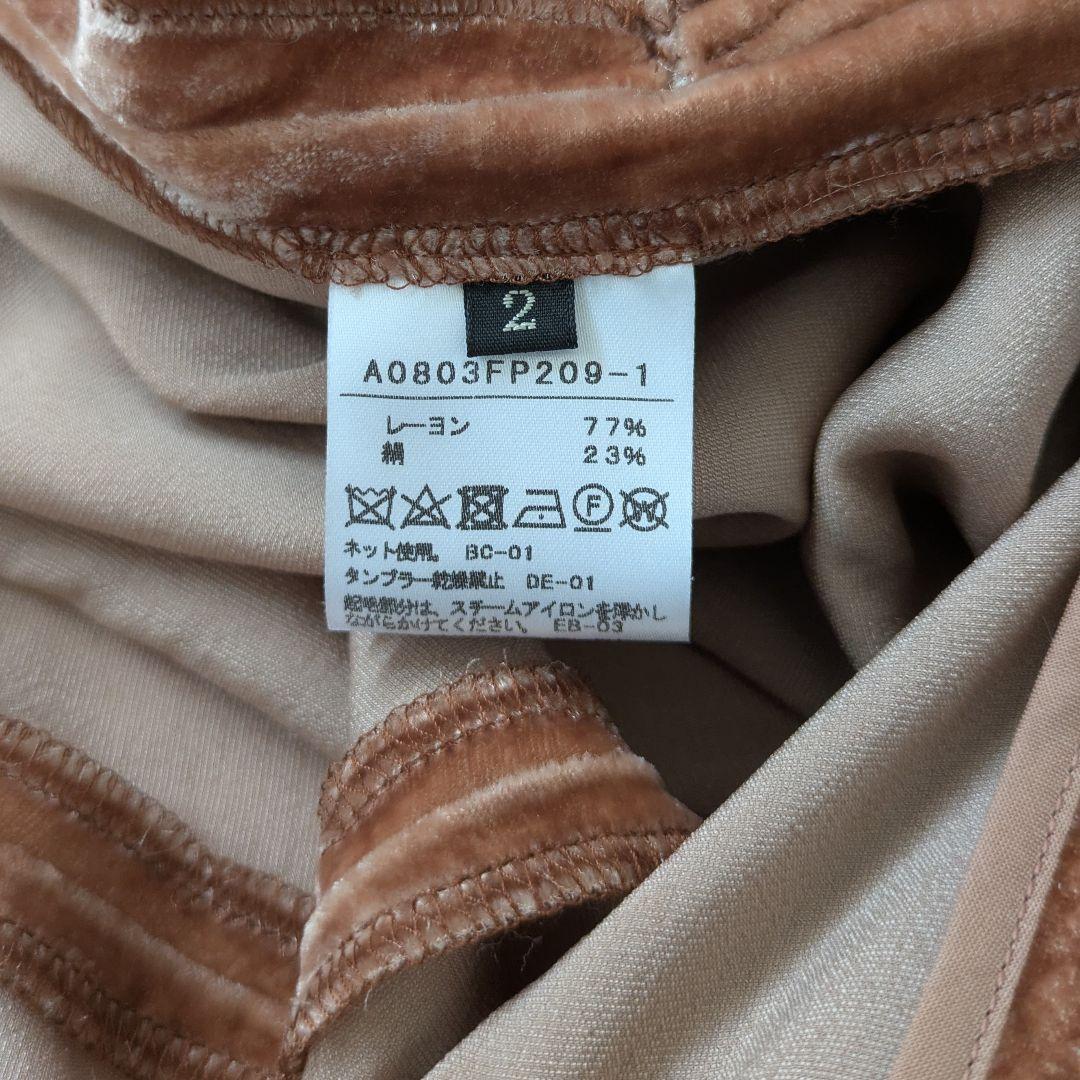 2
A0803FP209-1
レーヨン 77%
絹 23%
F W
ネット使用。 BC-01
タンブラー乾燥禁止 DE-01
起毛部分は、スチームアイロンを浮かし
ながらかけてください。 EB-03